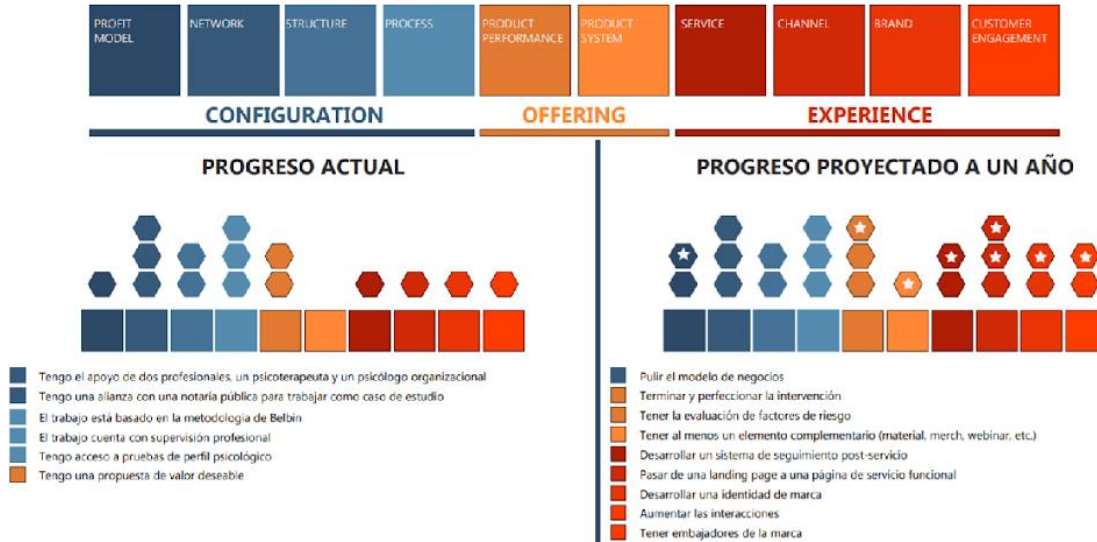 PROFIT
MODEL
NETWORK
STRUCTURE
PROCESS
PRODUCT
PERFORMANCE
PRODUCT
SYSTEM
SERVICE
CHANNEL
BRAND
CUSTOMER
ENGAGEMENT
CONFIGURATION
OFFERING
EXPERIENCE
PROGRESO ACTUAL
Tengo el apoyo de dos profesionales, un psicoterapeuta y un psicólogo organizacional
Tengo una alianza con una notaría pública para trabajar como caso de estudio
El trabajo está basado en la metodología de Belbin
El trabajo cuenta con supervisión profesional
Tengo acceso a pruebas de perfil psicológico
Tengo una propuesta de valor deseable
PROGRESO PROYECTADO A UN AÑO
Pulir el modelo de negocios
Terminar y perfeccionar la intervención
Tener la evaluación de factores de riesgo
Tener al menos un elemento complementario (material, merch, webinar, etc.)
Desarrollar un sistema de seguimiento post-servicio
Pasar de una landing page a una página de servicio funcional
Desarrollar una identidad de marca
Aumentar las interacciones
Tener embajadores de la marca